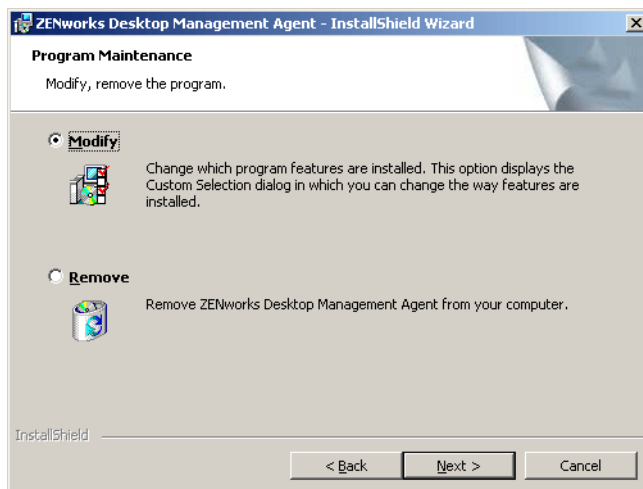 ZENworks Desktop Management Agent - InstallShield Wizard
Program Maintenance
Modify, remove the program.
Modify
Change which program features are installed. This option displays the
Custom Selection dialog in which you can change the way features are
installed.
Remove
Remove ZENworks Desktop Management Agent from your computer.
InstallShield
< Back Next > Cancel